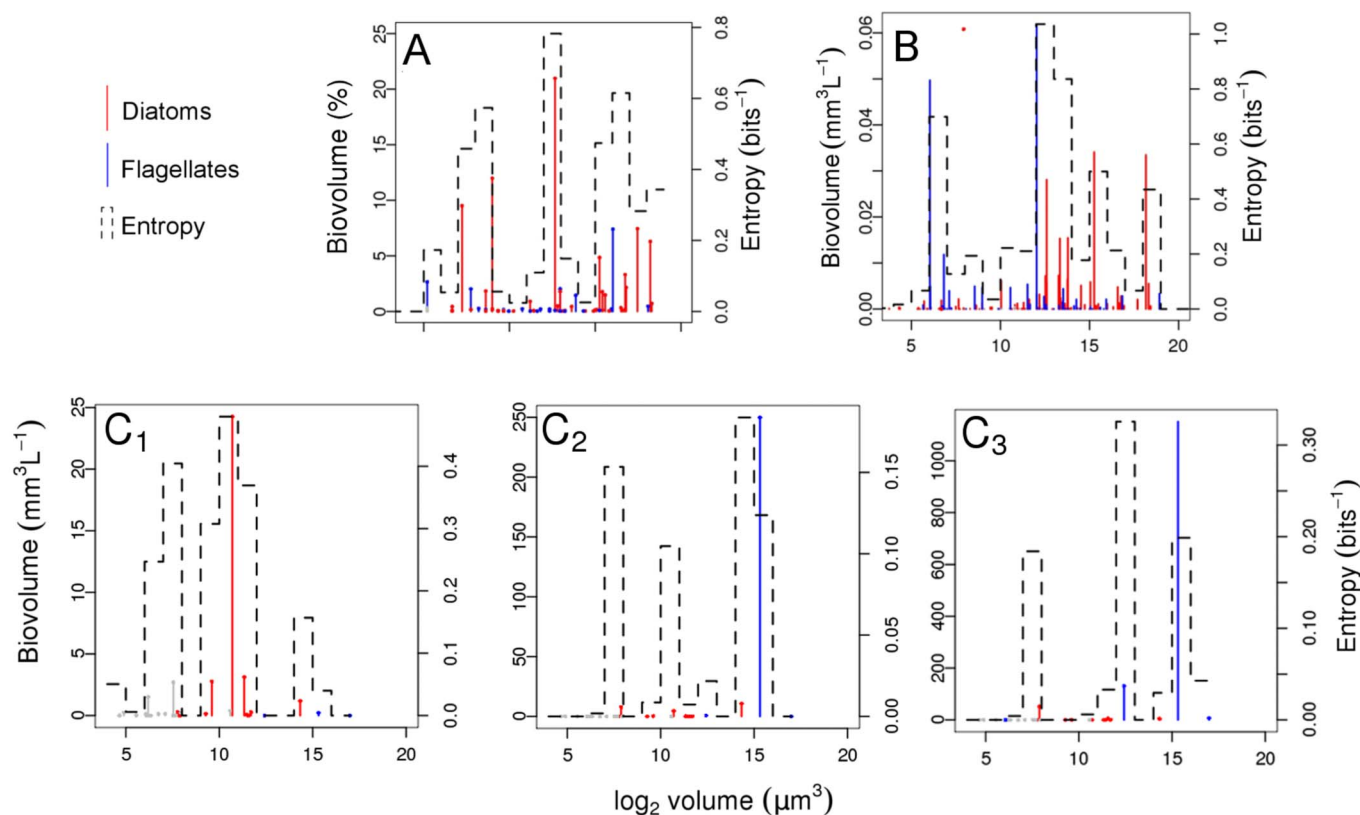 Diatoms
Flagellates
Entropy
A
Biovolume (%)
0 5 10 15 20 25
0.0 0.2 0.4 0.6 0.8
Entropy (bits⁻¹)
B
Biovolume (mm³L⁻¹)
0.00 0.02 0.04 0.06
0.0 0.2 0.4 0.6 0.8 1.0
Entropy (bits⁻¹)
5 10 15 20
C₁
Biovolume (mm³L⁻¹)
0 5 10 15 20 25
0.0 0.1 0.2 0.3 0.4
5 10 15 20
C₂
0 50 100 150 200 250
0.00 0.05 0.10 0.15
5 10 15 20
C₃
0 200 400 600 800 1000
0.00 0.10 0.20 0.30
Entropy (bits⁻¹)
5 10 15 20
log₂ volume (μm³)